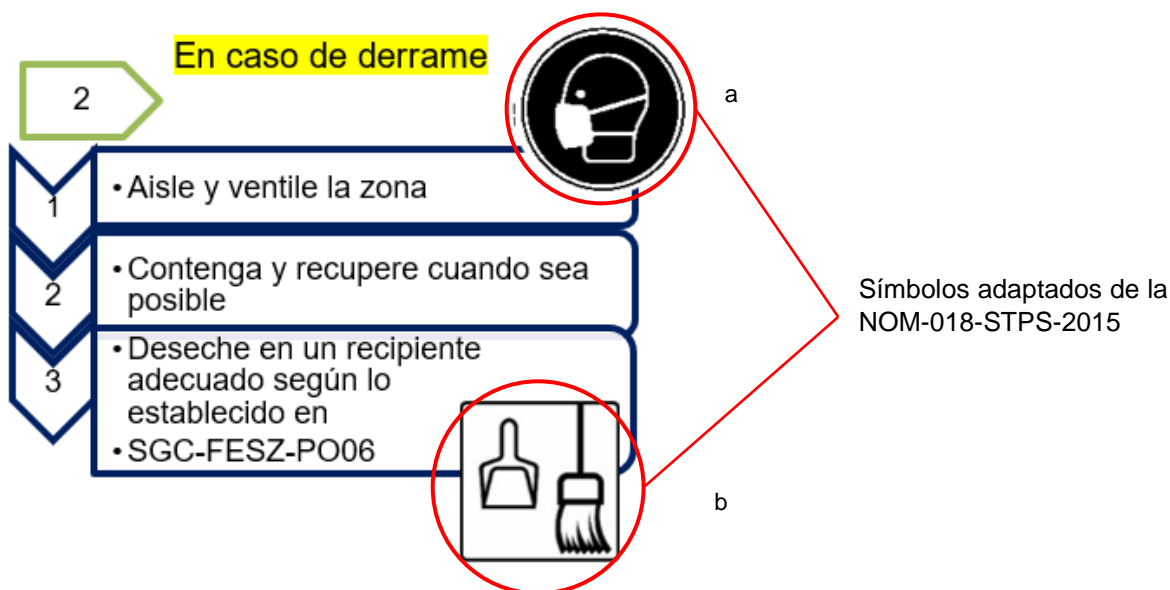 En caso de derrame
2
a
1
• Aisle y ventile la zona
2
• Contenga y recupere cuando sea
posible
3
• Deseche en un recipiente
adecuado según lo
establecido en
• SGC-FESZ-PO06
Símbolos adaptados de la
NOM-018-STPS-2015
b